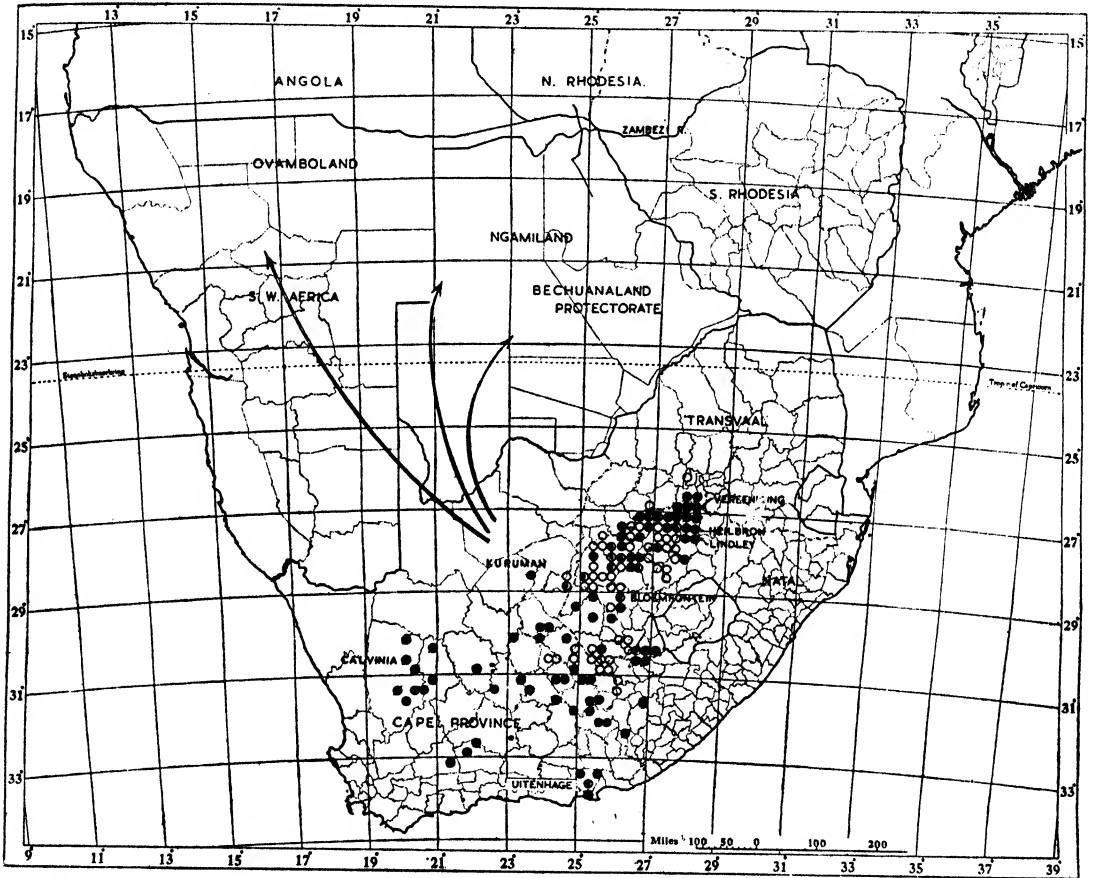 13 15 17 19 21 23 25 27 29 31 33 35
15° 15°
ANGOLA N. RHODESIA.
17° 17°
ZAMBEZI R.
OVAMBOLAND
19° S. RHODESIA 19°
NGAMILAND
21° 21°
S. W. AFRICA BECHUANALAND
PROTECTORATE
23° 23°
Tropic of Capricorn
TRANSVAAL
25° 25°
27° 27°
HEILBRON
LINDLEY
KURUMAN
BLOEMFONTEIN
29° 29°
CALVINIA
31° 31°
CAPE PROVINCE
33° UITENHAGE 33°
Miles 100 50 0 100 200
9° 11° 13° 15° 17° 19° 21° 23° 25° 27° 29° 31° 33° 35° 37° 39°